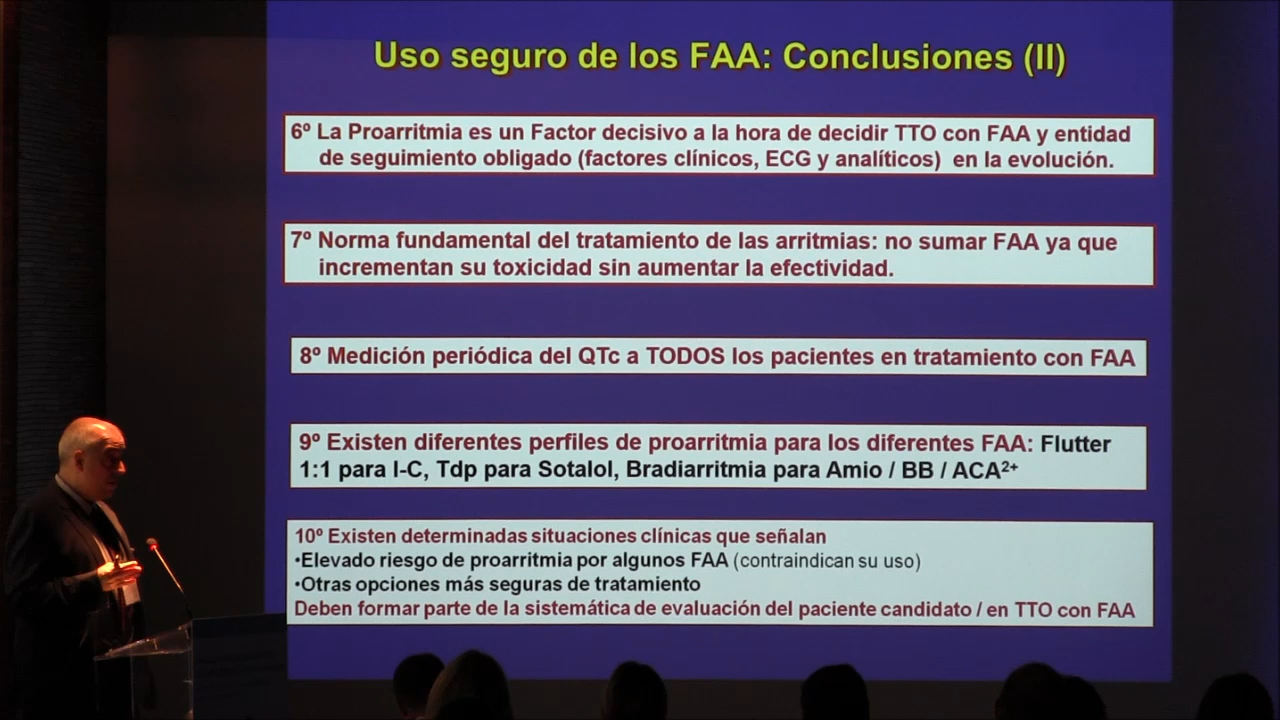 Uso seguro de los FAA: Conclusiones (II)
6º La Proarritmia es un Factor decisivo a la hora de decidir TTO con FAA y entidad
de seguimiento obligado (factores clínicos, ECG y analíticos) en la evolución.
7º Norma fundamental del tratamiento de las arritmias: no sumar FAA ya que
incrementan su toxicidad sin aumentar la efectividad.
8º Medición periódica del QTc a TODOS los pacientes en tratamiento con FAA
9º Existen diferentes perfiles de proarritmia para los diferentes FAA: Flutter
1:1 para I-C, Tdp para Sotalol, Bradiarritmia para Amio / BB / ACA²⁺
10º Existen determinadas situaciones clínicas que señalan
•Elevado riesgo de proarritmia por algunos FAA (contraindican su uso)
•Otras opciones más seguras de tratamiento
Deben formar parte de la sistemática de evaluación del paciente candidato / en TTO con FAA